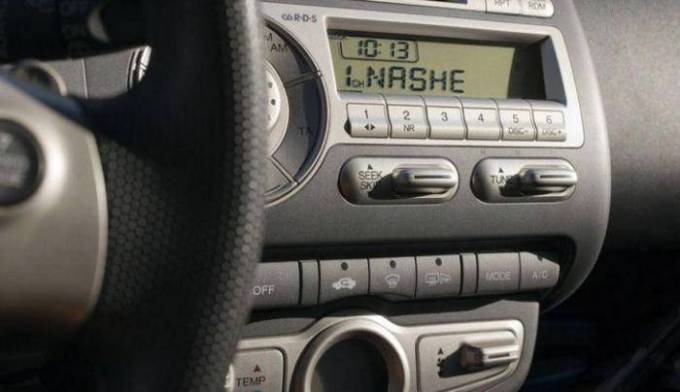 R·D·S
RPT RDM
AM
10:13
1CH NASHE
TA
1 2 3 4 5 6
NR DISC- DISC+
SEEK
SKIP
TUNE
OFF
MODE A/C
TEMP